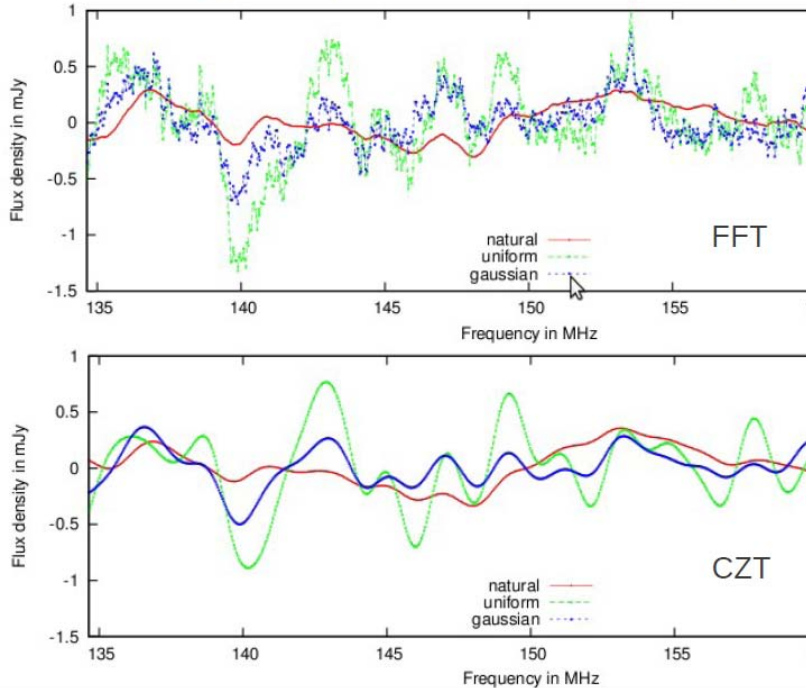 1
0.5
0
-0.5
-1
-1.5
Flux density in mJy
natural
uniform
gaussian
FFT
135 140 145 150 155
Frequency in MHz
1
0.5
0
-0.5
-1
-1.5
Flux density in mJy
natural
uniform
gaussian
CZT
135 140 145 150 155
Frequency in MHz